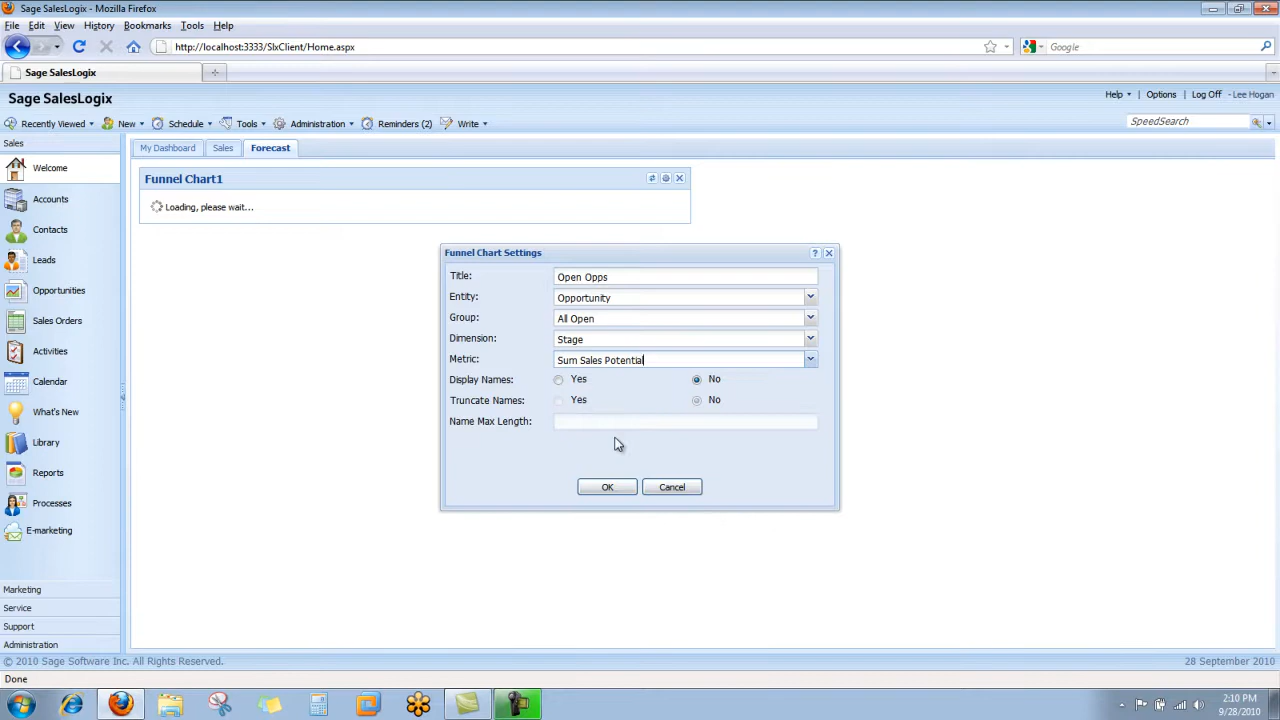 Sage SalesLogix - Mozilla Firefox
File Edit View History Bookmarks Tools Help
http://localhost:3333/SlxClient/Home.aspx
Google
Sage SalesLogix
Sage SalesLogix
Help Options Log Off - Lee Hogan
Recently Viewed New Schedule Tools Administration Reminders (2) Write
SpeedSearch
Sales
My Dashboard Sales Forecast
Welcome
Accounts
Contacts
Leads
Opportunities
Sales Orders
Activities
Calendar
What's New
Library
Reports
Processes
E-marketing
Marketing
Service
Support
Administration
Funnel Chart1
Loading, please wait...
Funnel Chart Settings
Title: Open Opps
Entity: Opportunity
Group: All Open
Dimension: Stage
Metric: Sum Sales Potential
Display Names: Yes No
Truncate Names: Yes No
Name Max Length:
OK Cancel
© 2010 Sage Software Inc. All Rights Reserved.
28 September 2010
Done
2:10 PM
9/28/2010